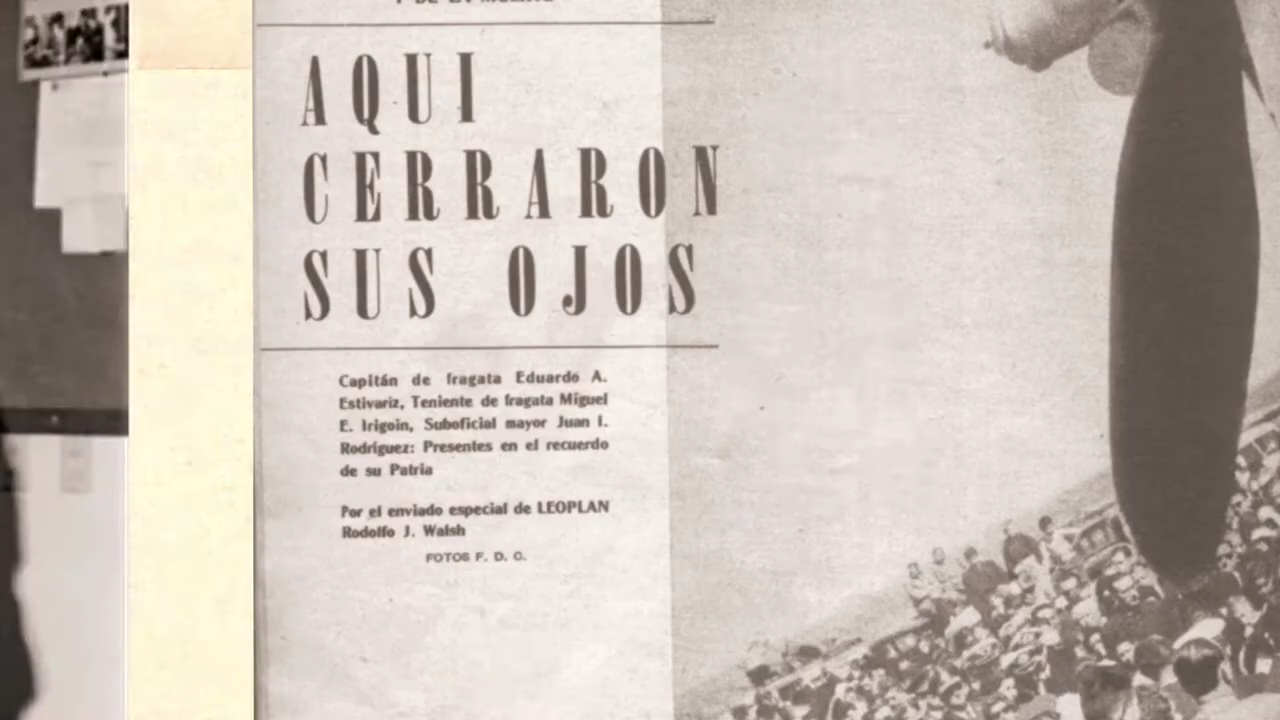 AQUI
CERRARON
SUS OJOS
Capitán de fragata Eduardo A.
Estivariz, Teniente de fragata Miguel
E. Irigoin, Suboficial mayor Juan I.
Rodríguez: Presentes en el recuerdo
de su Patria
Por el enviado especial de LEOPLAN
Rodolfo J. Walsh
FOTOS F. D. C.